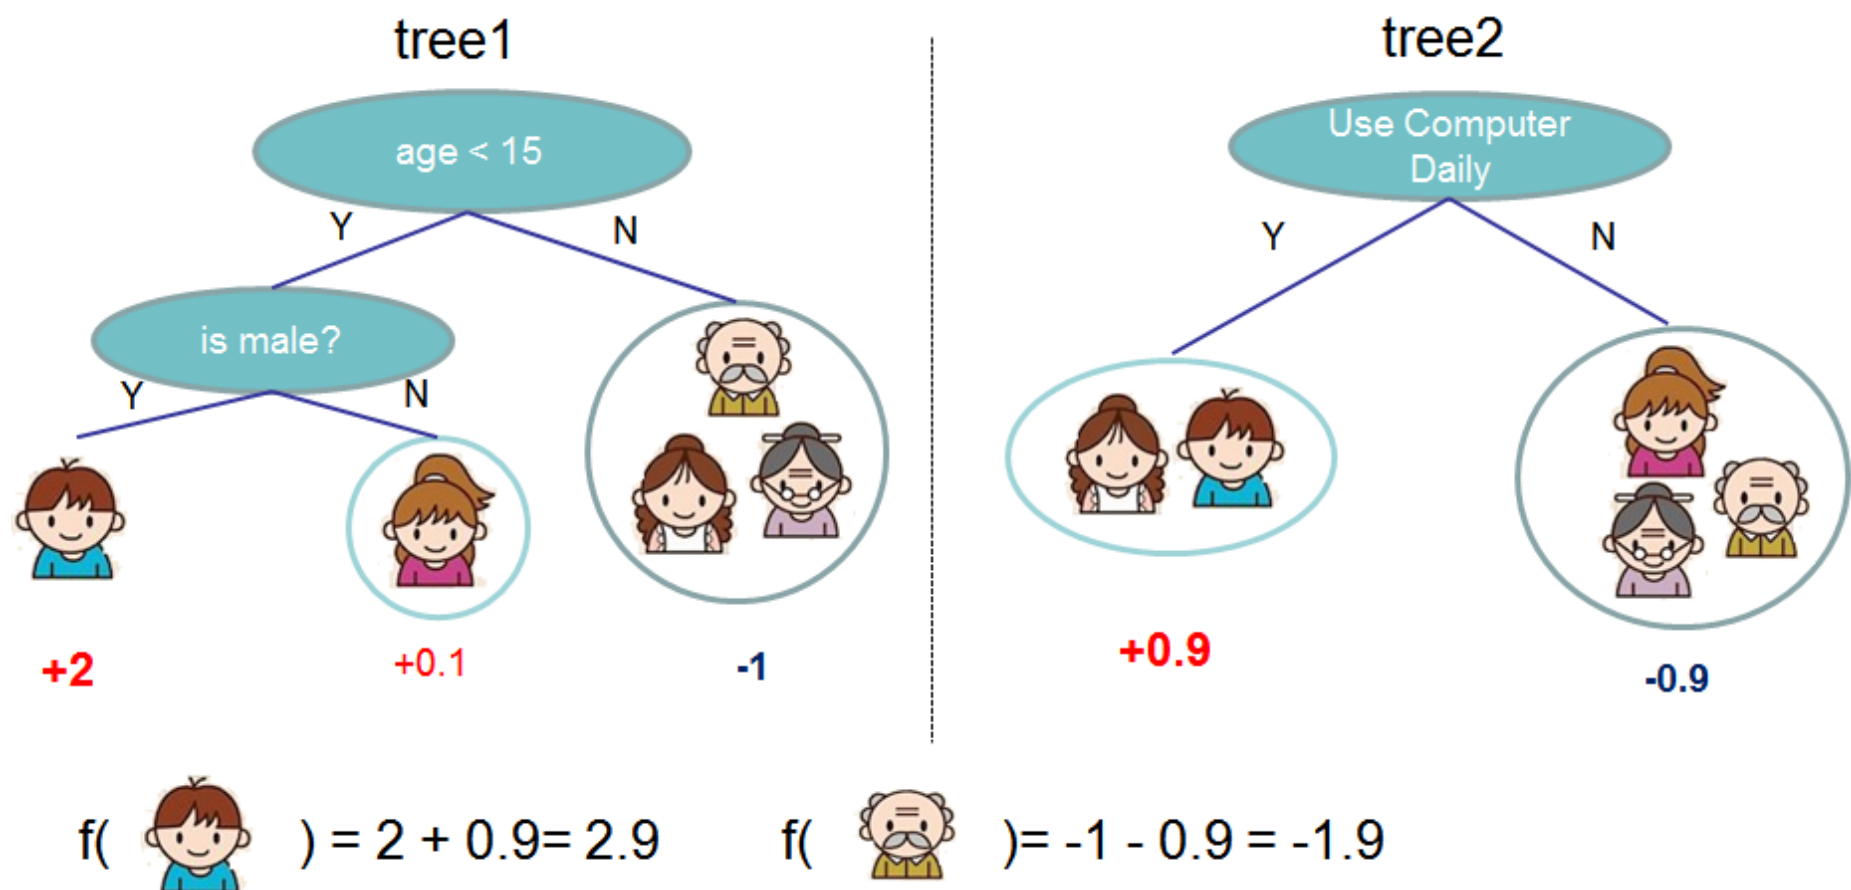 tree1
age < 15
Y
N
is male?
Y
N
+2
+0.1
-1
tree2
Use Computer
Daily
Y
N
+0.9
-0.9
f( ) = 2 + 0.9= 2.9
f( )= -1 - 0.9 = -1.9